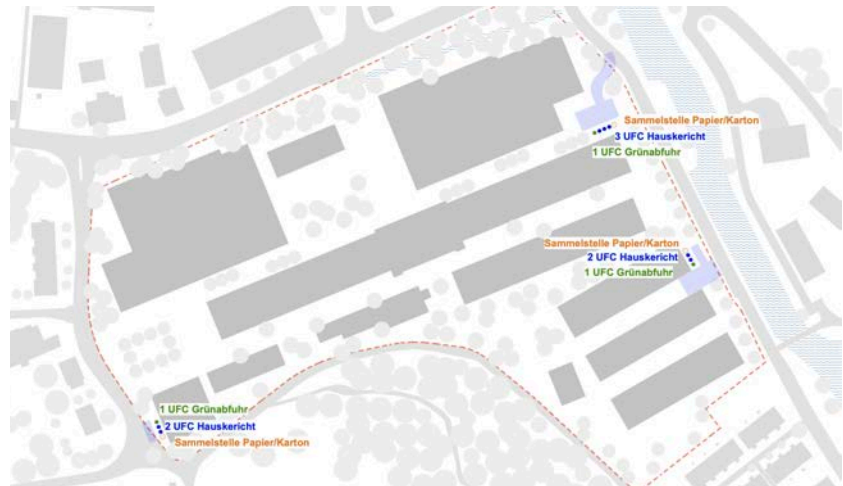 Sammelstelle Papier/Karton
3 UFC Hauskericht
1 UFC Grünabfuhr
Sammelstelle Papier/Karton
2 UFC Hauskericht
1 UFC Grünabfuhr
1 UFC Grünabfuhr
2 UFC Hauskericht
Sammelstelle Papier/Karton